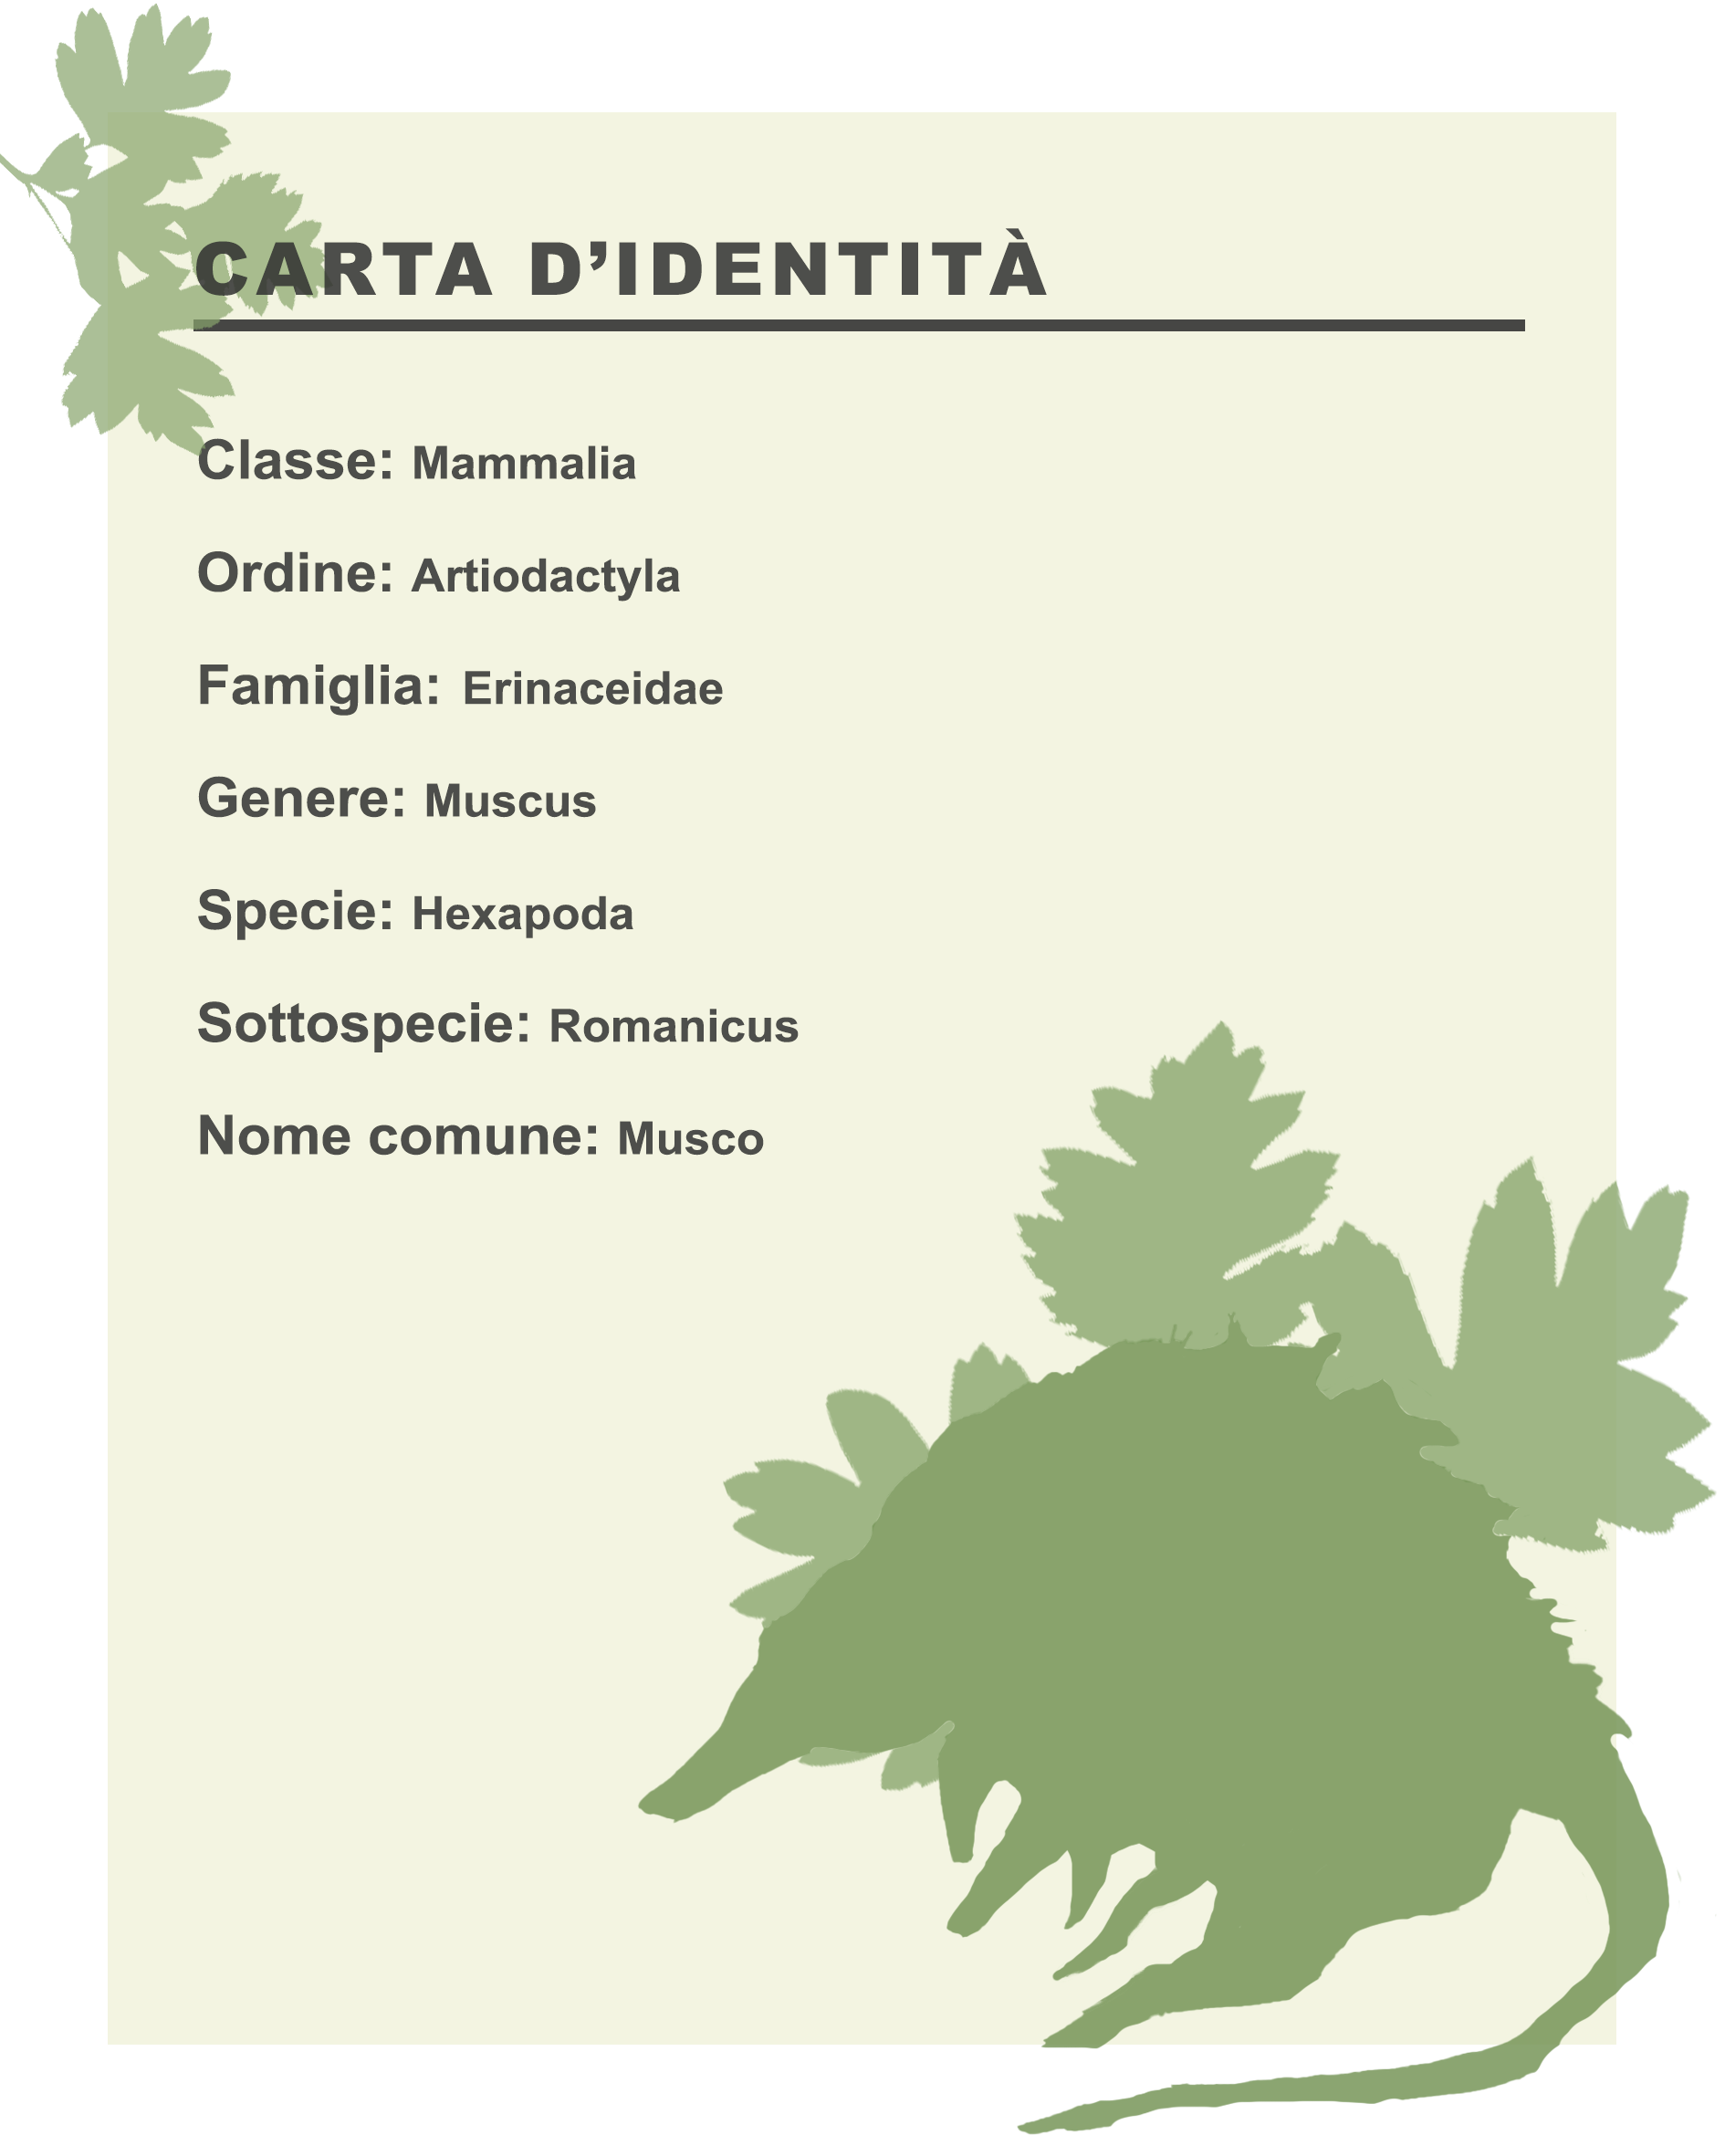 CARTA D’IDENTITÀ
Classe: Mammalia
Ordine: Artiodactyla
Famiglia: Erinaceidae
Genere: Muscus
Specie: Hexapoda
Sottospecie: Romanicus
Nome comune: Musco